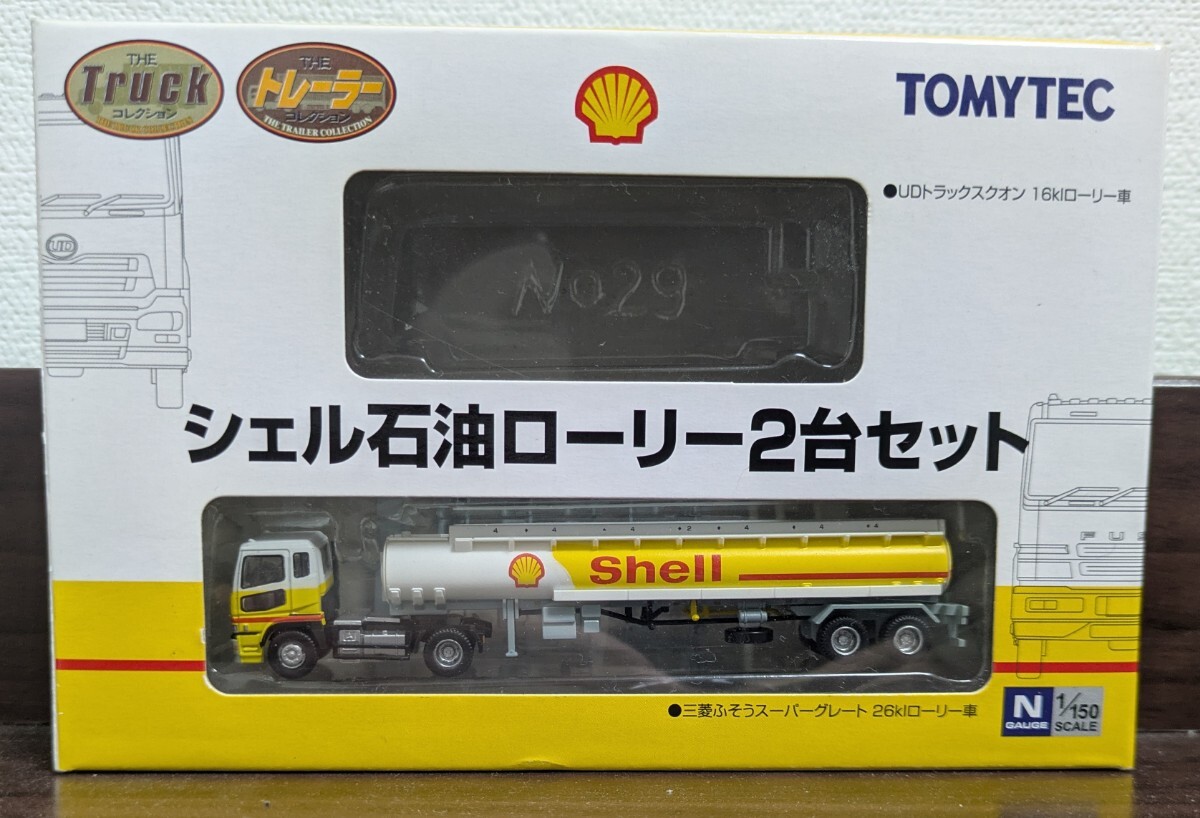 THE
Truck
コレクション
THE
トレーラー
コレクション
THE TRAILER COLLECTION
TOMYTEC
●UDトラックスクオン 16klローリー車
UD
No29
シェル石油ローリー2台セット
Shell
FUS
●三菱ふそうスーパーグレート 26klローリー車
N
GAUGE
1/150
SCALE